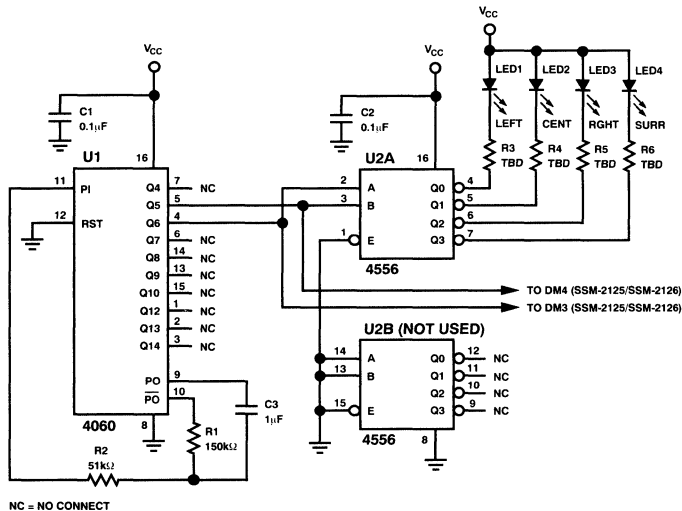 VCC
VCC
VCC
LED1 LED2 LED3 LED4
LEFT CENT RGHT SURR
C1
0.1µF
C2
0.1µF
R3
TBD
R4
TBD
R5
TBD
R6
TBD
U1
16
11 PI
12 RST
Q4 7 NC
Q5 5
Q6 4
Q7 6 NC
Q8 14 NC
Q9 13 NC
Q10 15 NC
Q12 1 NC
Q13 2 NC
Q14 3 NC
PO 9
PO 10
8
4060
U2A
16
2 A
3 B
1 E
Q0 4
Q1 5
Q2 6
Q3 7
4556
TO DM4 (SSM-2125/SSM-2126)
TO DM3 (SSM-2125/SSM-2126)
U2B (NOT USED)
14 A
13 B
15 E
Q0 12 NC
Q1 11 NC
Q2 10 NC
Q3 9 NC
8
4556
C3
1µF
R1
150kΩ
R2
51kΩ
NC = NO CONNECT